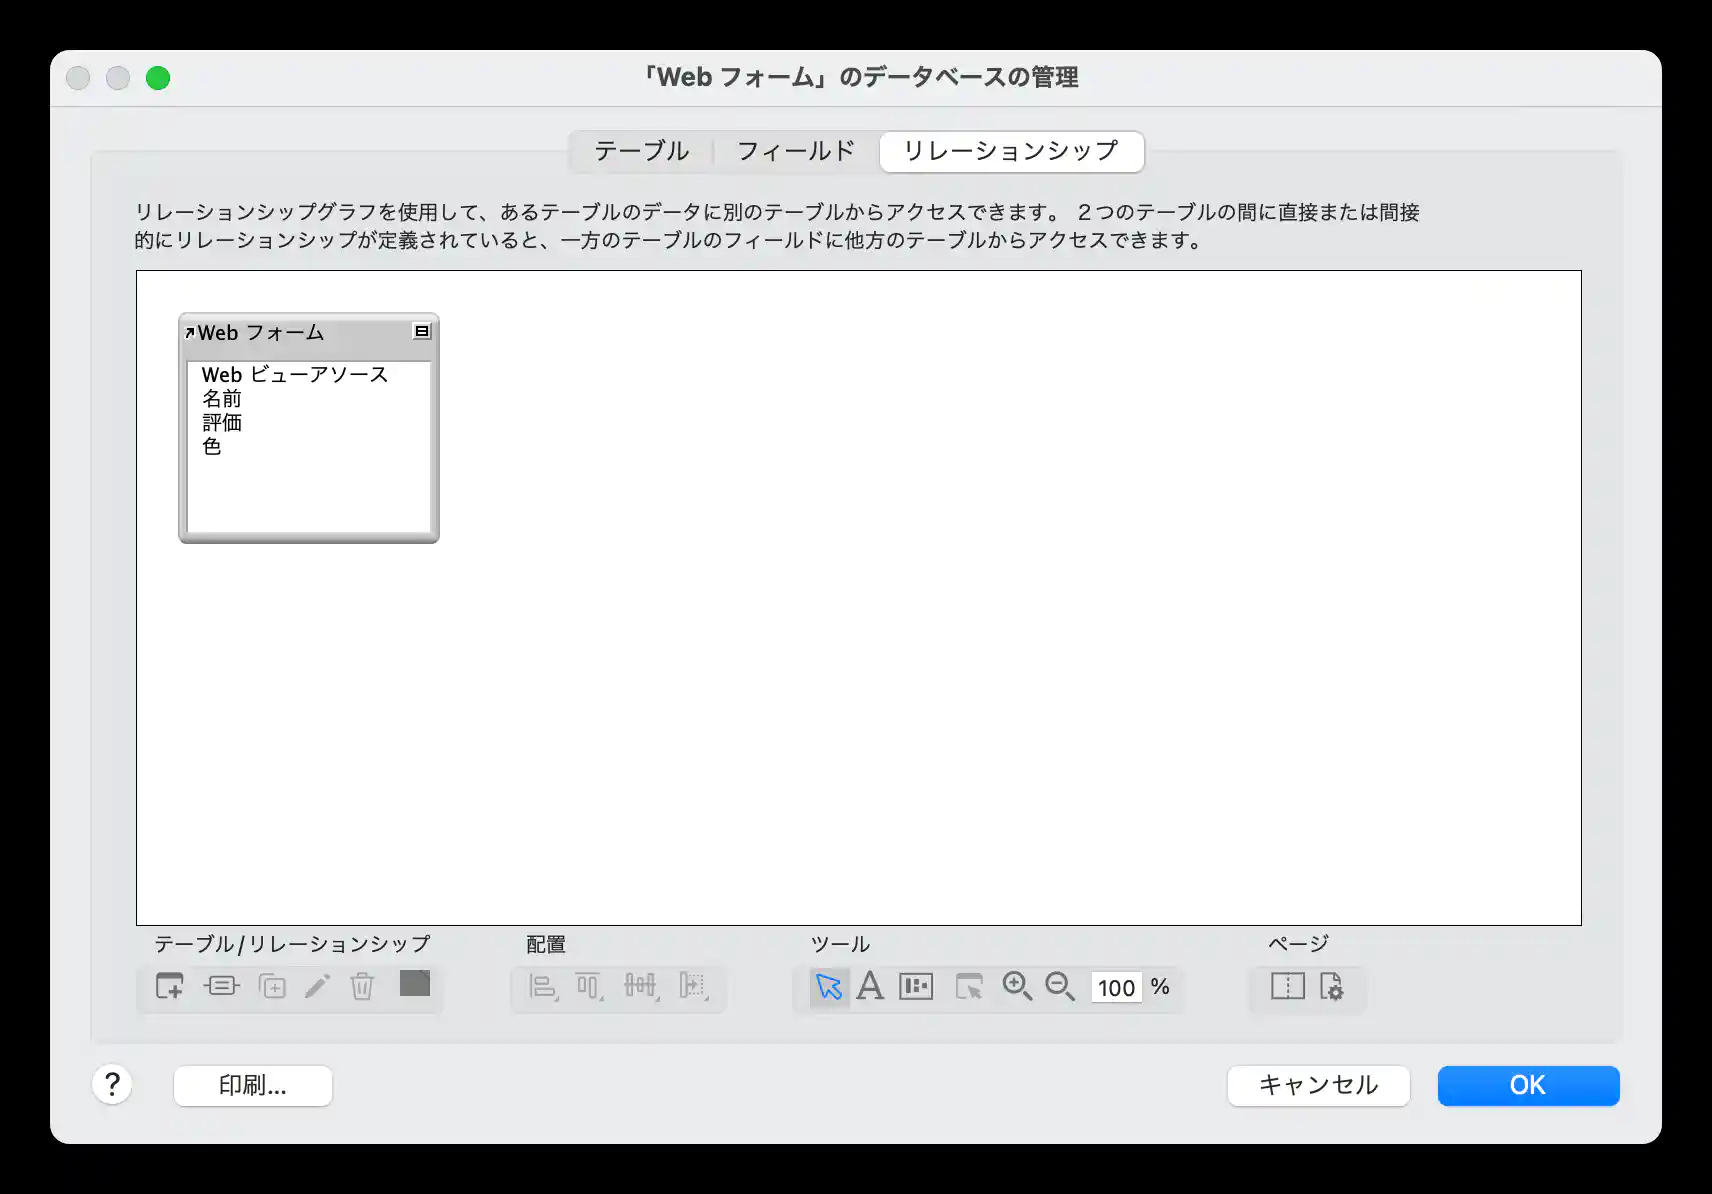 「Web フォーム」のデータベースの管理
テーブル
フィールド
リレーションシップ
リレーションシップグラフを使用して、あるテーブルのデータに別のテーブルからアクセスできます。 2つのテーブルの間に直接または間接
的にリレーションシップが定義されていると、一方のテーブルのフィールドに他方のテーブルからアクセスできます。
Web フォーム
Web ビューアソース
名前
評価
色
テーブル/リレーションシップ
配置
ツール
ページ
A
100 %
?
印刷...
キャンセル
OK